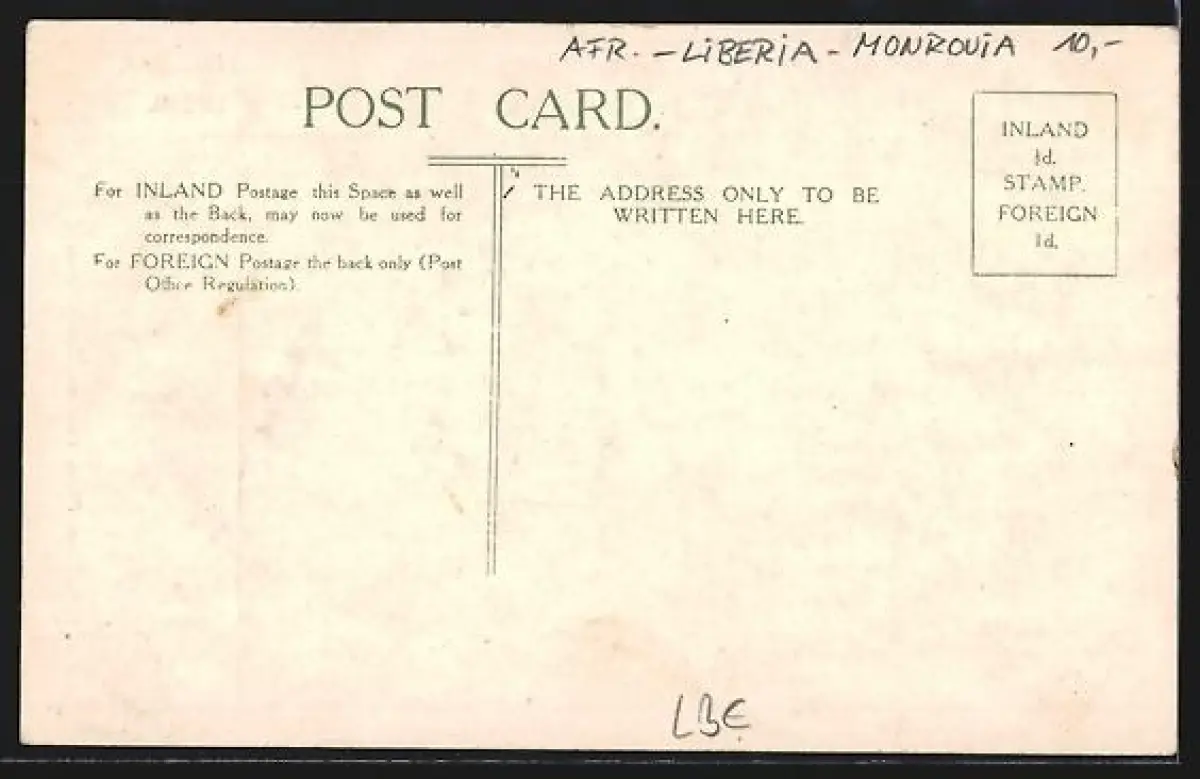 AFR. - LiBERiA - MONROViA 10,-
POST CARD.
For INLAND Postage this Space as well
as the Back, may now be used for
correspondence.
For FOREIGN Postage the back only (Post
Office Regulation)
THE ADDRESS ONLY TO BE
WRITTEN HERE.
INLAND
½d.
STAMP.
FOREIGN
1d.
LBE